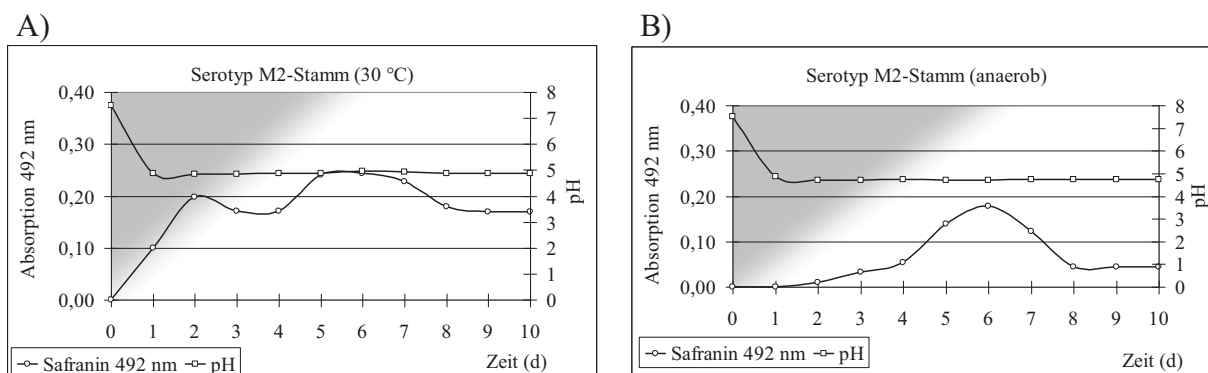 A)
Serotyp M2-Stamm (30 °C)
0,40
0,30
0,20
0,10
0,00
Absorption 492 nm
8
7
6
5
4
3
2
1
0
pH
0 1 2 3 4 5 6 7 8 9 10
Safranin 492 nm pH
Zeit (d)
B)
Serotyp M2-Stamm (anaerob)
0,40
0,30
0,20
0,10
0,00
Absorption 492 nm
8
7
6
5
4
3
2
1
0
pH
0 1 2 3 4 5 6 7 8 9 10
Safranin 492 nm pH
Zeit (d)